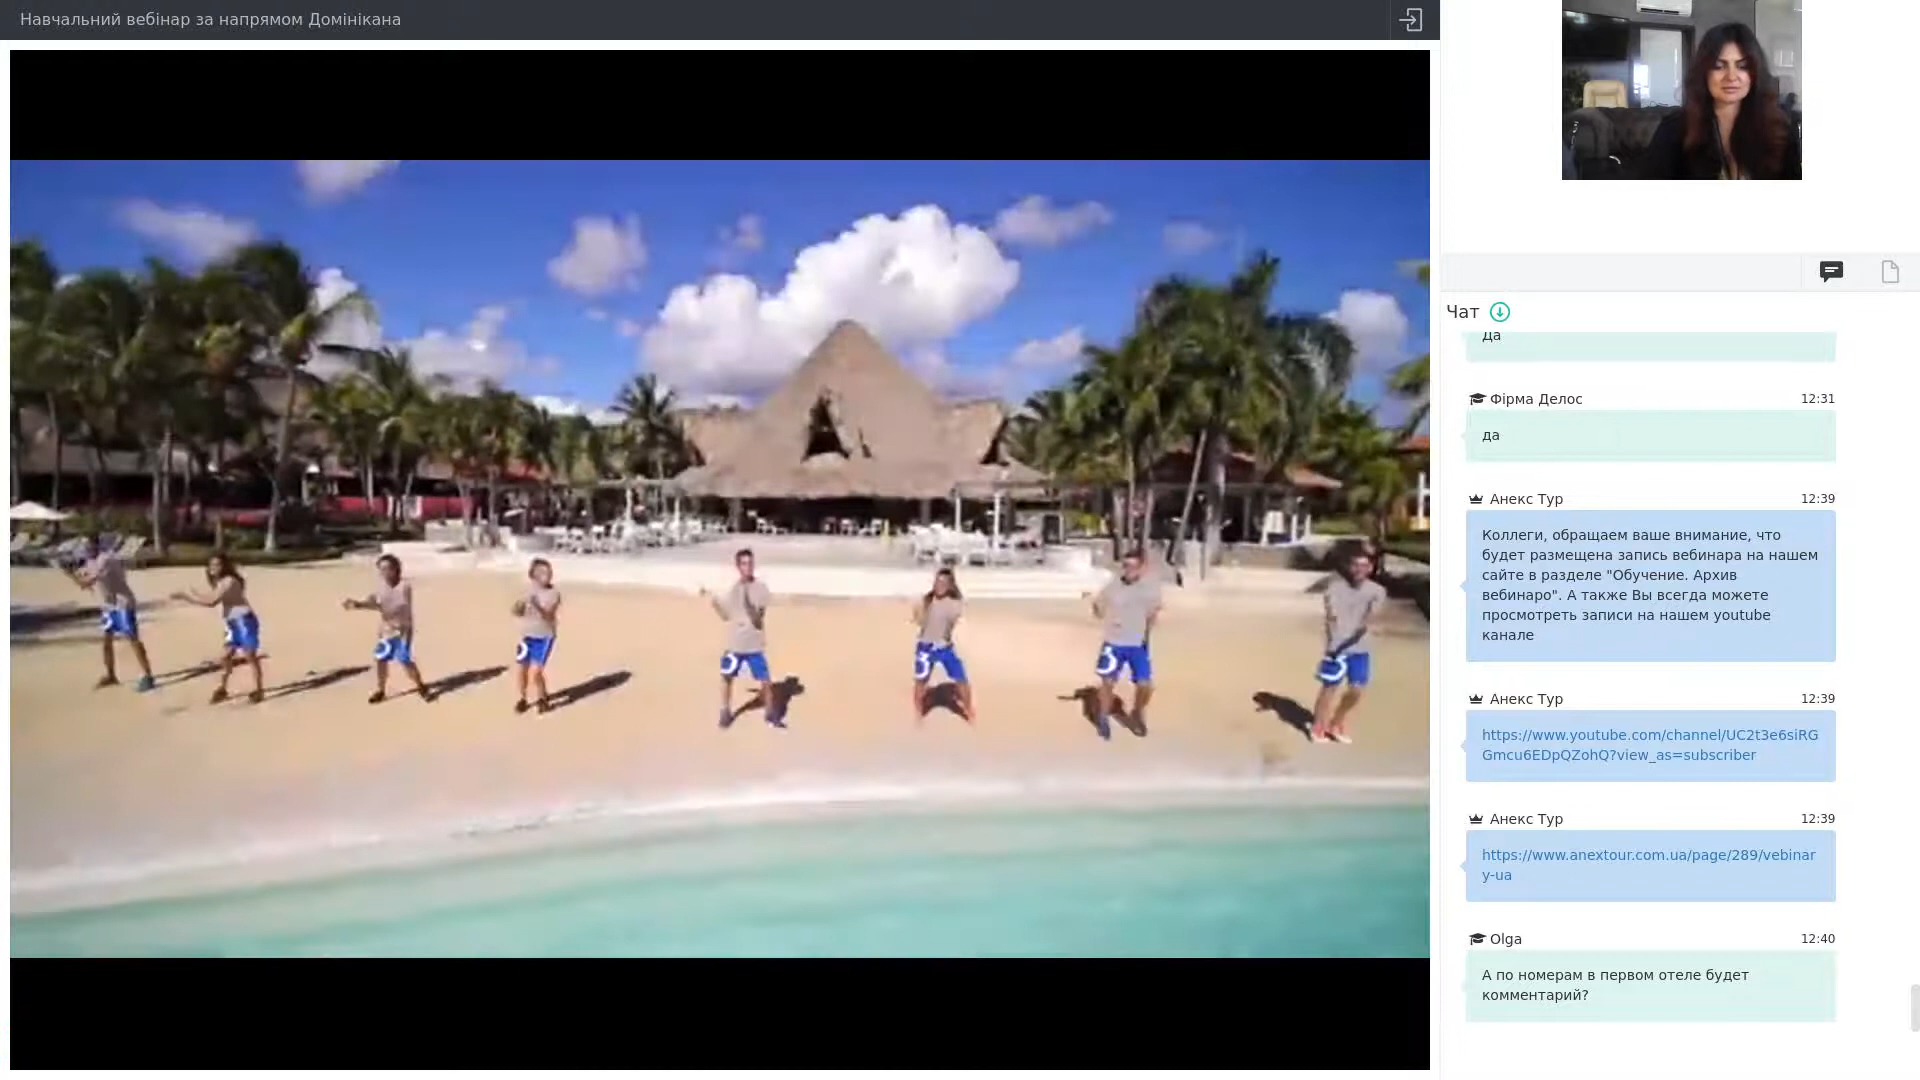 Навчальний вебінар за напрямом Домінікана
Чат
Да
Фірма Делос 12:31
да
Анекс Тур 12:39
Коллеги, обращаем ваше внимание, что
будет размещена запись вебинара на нашем
сайте в разделе "Обучение. Архив
вебинаро". А также Вы всегда можете
просмотреть записи на нашем youtube
канале
Анекс Тур 12:39
https://www.youtube.com/channel/UC2t3e6siRG
Gmcu6EDpQZohQ?view_as=subscriber
Анекс Тур 12:39
https://www.anextour.com.ua/page/289/vebinar
y-ua
Olga 12:40
А по номерам в первом отеле будет
комментарий?